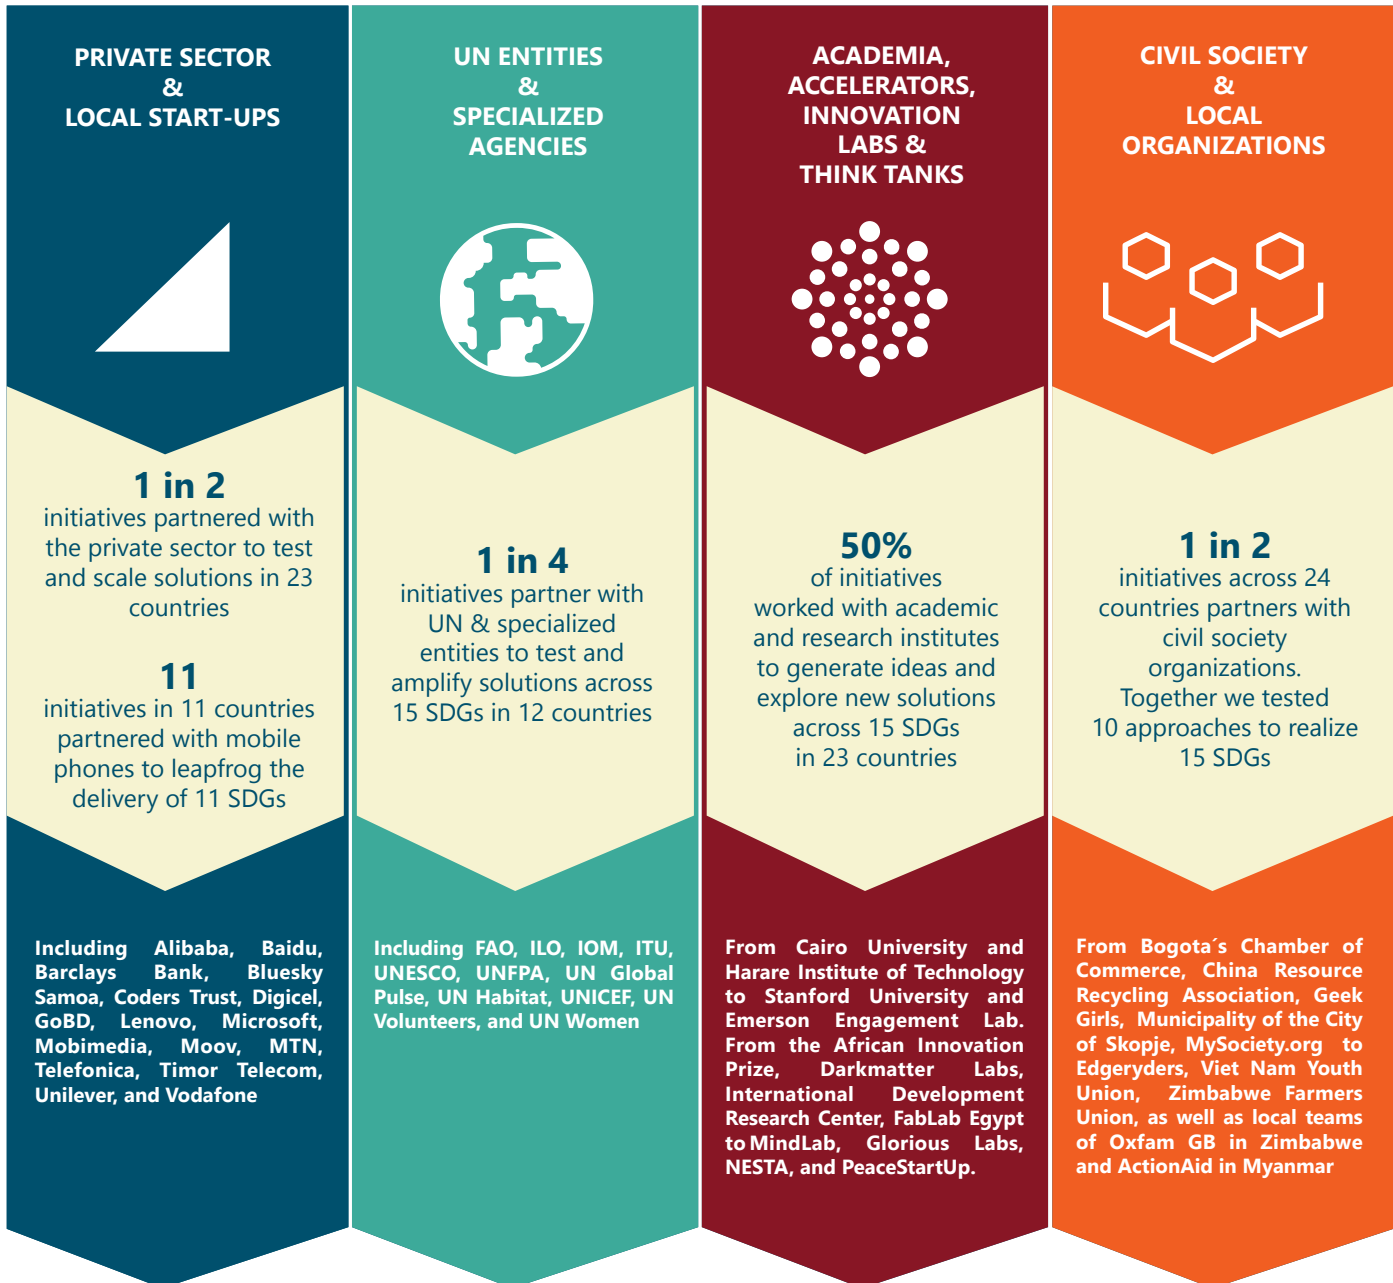 PRIVATE SECTOR
&
LOCAL START-UPS
1 in 2
initiatives partnered with
the private sector to test
and scale solutions in 23
countries
11
initiatives in 11 countries
partnered with mobile
phones to leapfrog the
delivery of 11 SDGs
Including Alibaba, Baidu,
Barclays Bank, Bluesky
Samoa, Coders Trust, Digicel,
GoBD, Lenovo, Microsoft,
Mobimedia, Moov, MTN,
Telefonica, Timor Telecom,
Unilever, and Vodafone
UN ENTITIES
&
SPECIALIZED
AGENCIES
1 in 4
initiatives partner with
UN & specialized
entities to test and
amplify solutions across
15 SDGs in 12 countries
Including FAO, ILO, IOM, ITU,
UNESCO, UNFPA, UN Global
Pulse, UN Habitat, UNICEF, UN
Volunteers, and UN Women
ACADEMIA,
ACCELERATORS,
INNOVATION
LABS &
THINK TANKS
50%
of initiatives
worked with academic
and research institutes
to generate ideas and
explore new solutions
across 15 SDGs
in 23 countries
From Cairo University and
Harare Institute of Technology
to Stanford University and
Emerson Engagement Lab.
From the African Innovation
Prize, Darkmatter Labs,
International Development
Research Center, FabLab Egypt
to MindLab, Glorious Labs,
NESTA, and PeaceStartUp.
CIVIL SOCIETY
&
LOCAL
ORGANIZATIONS
1 in 2
initiatives across 24
countries partners with
civil society
organizations.
Together we tested
10 approaches to realize
15 SDGs
From Bogota´s Chamber of
Commerce, China Resource
Recycling Association, Geek
Girls, Municipality of the City
of Skopje, MySociety.org to
Edgeryders, Viet Nam Youth
Union, Zimbabwe Farmers
Union, as well as local teams
of Oxfam GB in Zimbabwe
and ActionAid in Myanmar